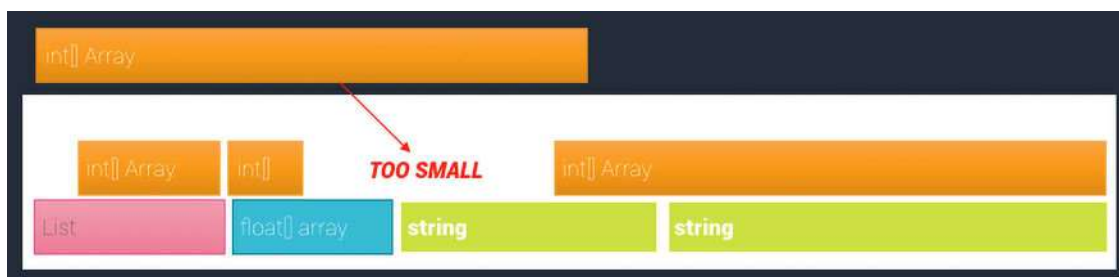 int[] Array
int[] Array
int[]
TOO SMALL
int[] Array
List
float[] array
string
string